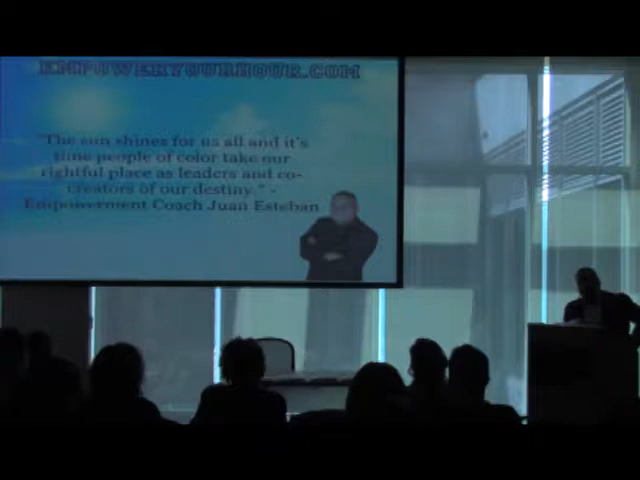 EMPOWERYOURHOUR.COM
"The sun shines for us all and it's
time people of color take our
rightful place as leaders and co-
creators of our destiny." -
Empowerment Coach Juan Esteban